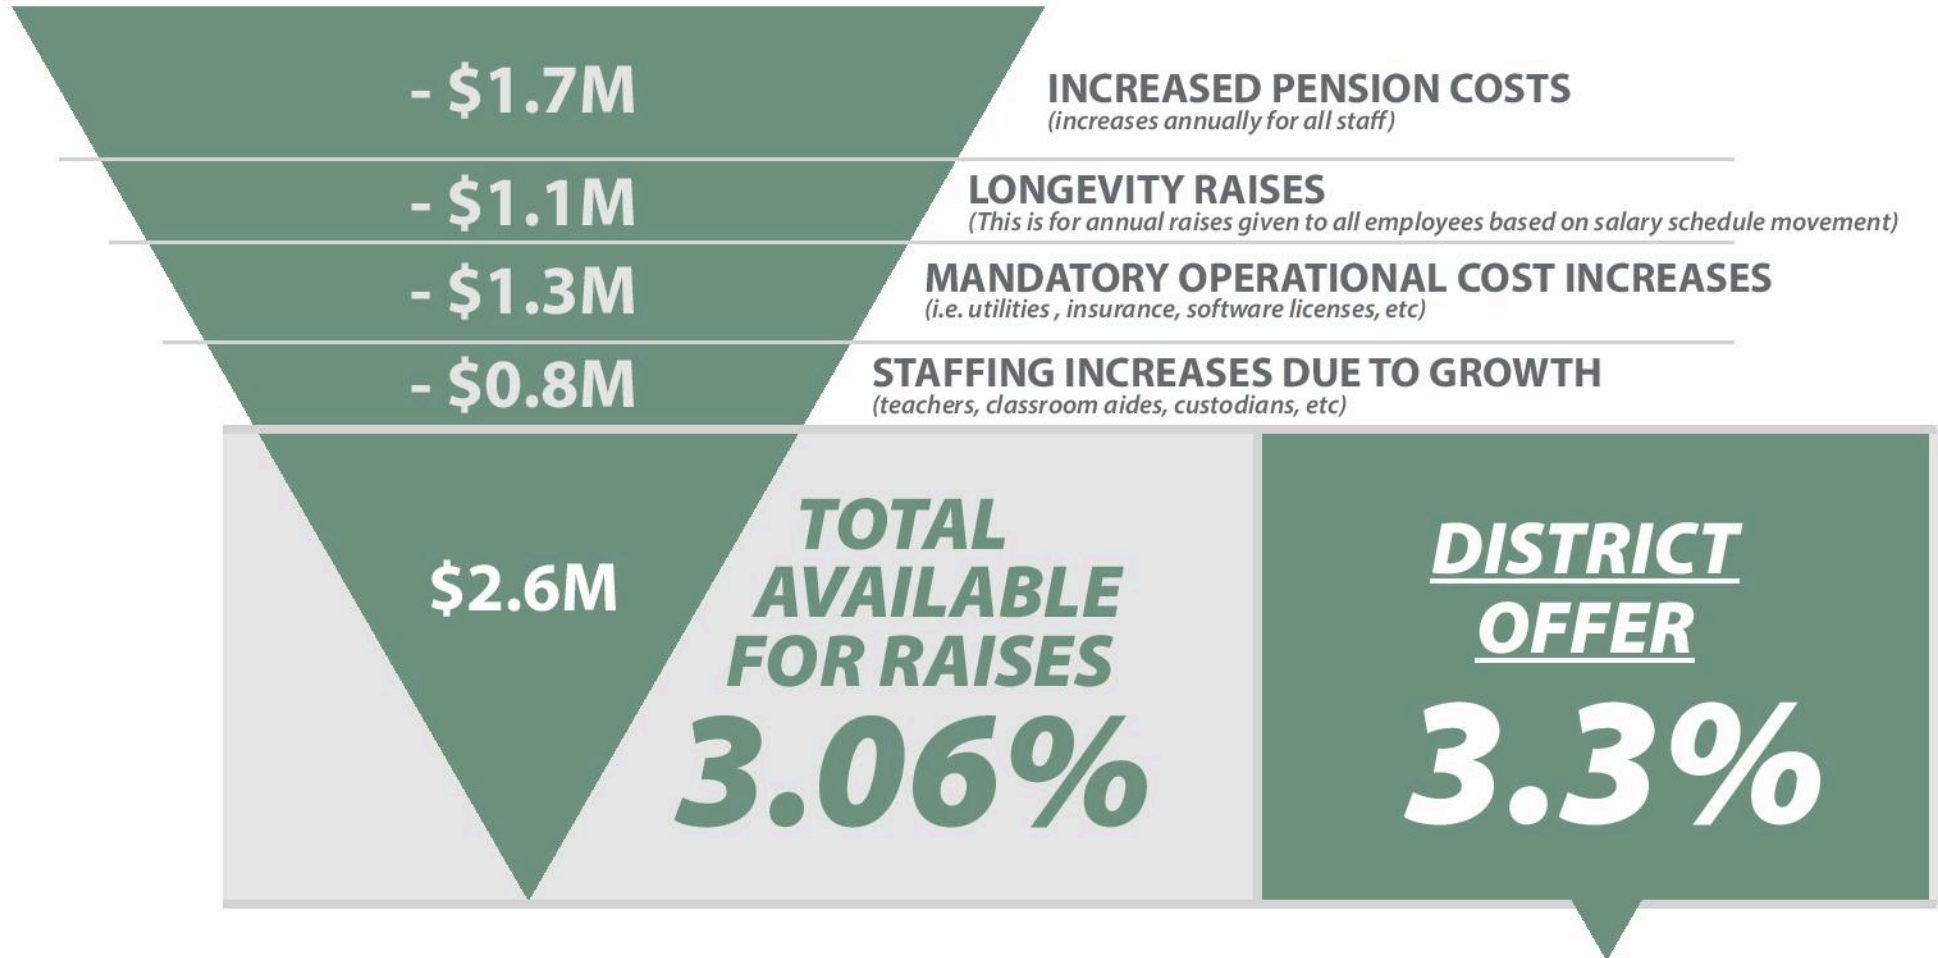 - $1.7M
INCREASED PENSION COSTS
(increases annually for all staff)
- $1.1M
LONGEVITY RAISES
(This is for annual raises given to all employees based on salary schedule movement)
- $1.3M
MANDATORY OPERATIONAL COST INCREASES
(i.e. utilities , insurance, software licenses, etc)
- $0.8M
STAFFING INCREASES DUE TO GROWTH
(teachers, classroom aides, custodians, etc)
$2.6M
TOTAL
AVAILABLE
FOR RAISES
3.06%
DISTRICT
OFFER
3.3%